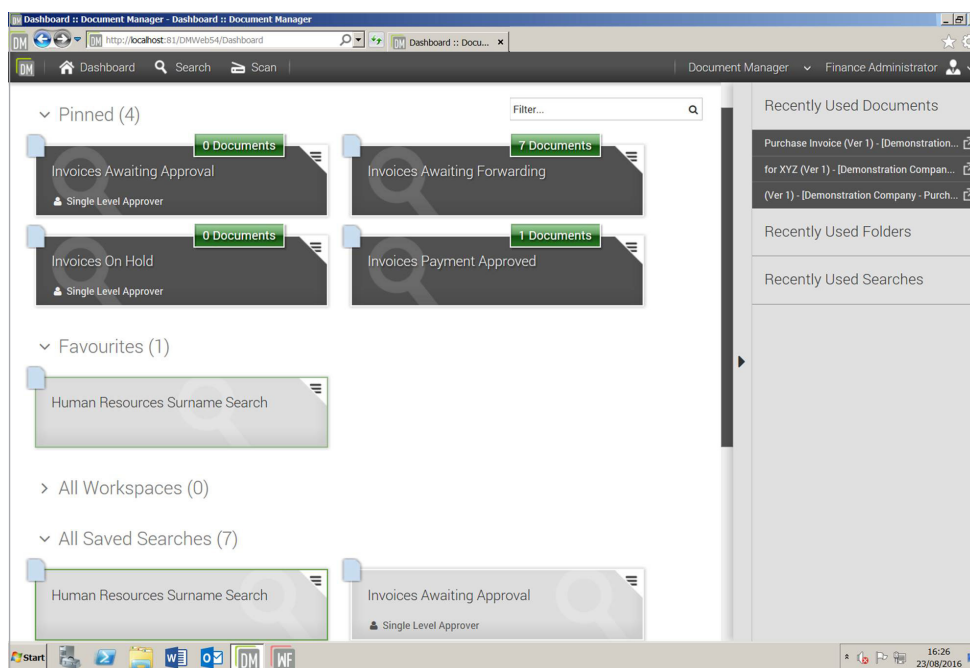 DM Dashboard :: Document Manager - Dashboard :: Document Manager
DM http://localhost:81/DMWeb54/Dashboard DM Dashboard :: Docu... x
DM Dashboard Search Scan Document Manager Finance Administrator
Pinned (4)
Filter...
0 Documents
Invoices Awaiting Approval
Single Level Approver
7 Documents
Invoices Awaiting Forwarding
0 Documents
Invoices On Hold
Single Level Approver
1 Documents
Invoices Payment Approved
Favourites (1)
Human Resources Surname Search
All Workspaces (0)
All Saved Searches (7)
Human Resources Surname Search
Invoices Awaiting Approval
Single Level Approver
Recently Used Documents
Purchase Invoice (Ver 1) - [Demonstration...
for XYZ (Ver 1) - [Demonstration Compan...
(Ver 1) - [Demonstration Company - Purch...
Recently Used Folders
Recently Used Searches
Start DM WF
16:26
23/08/2016